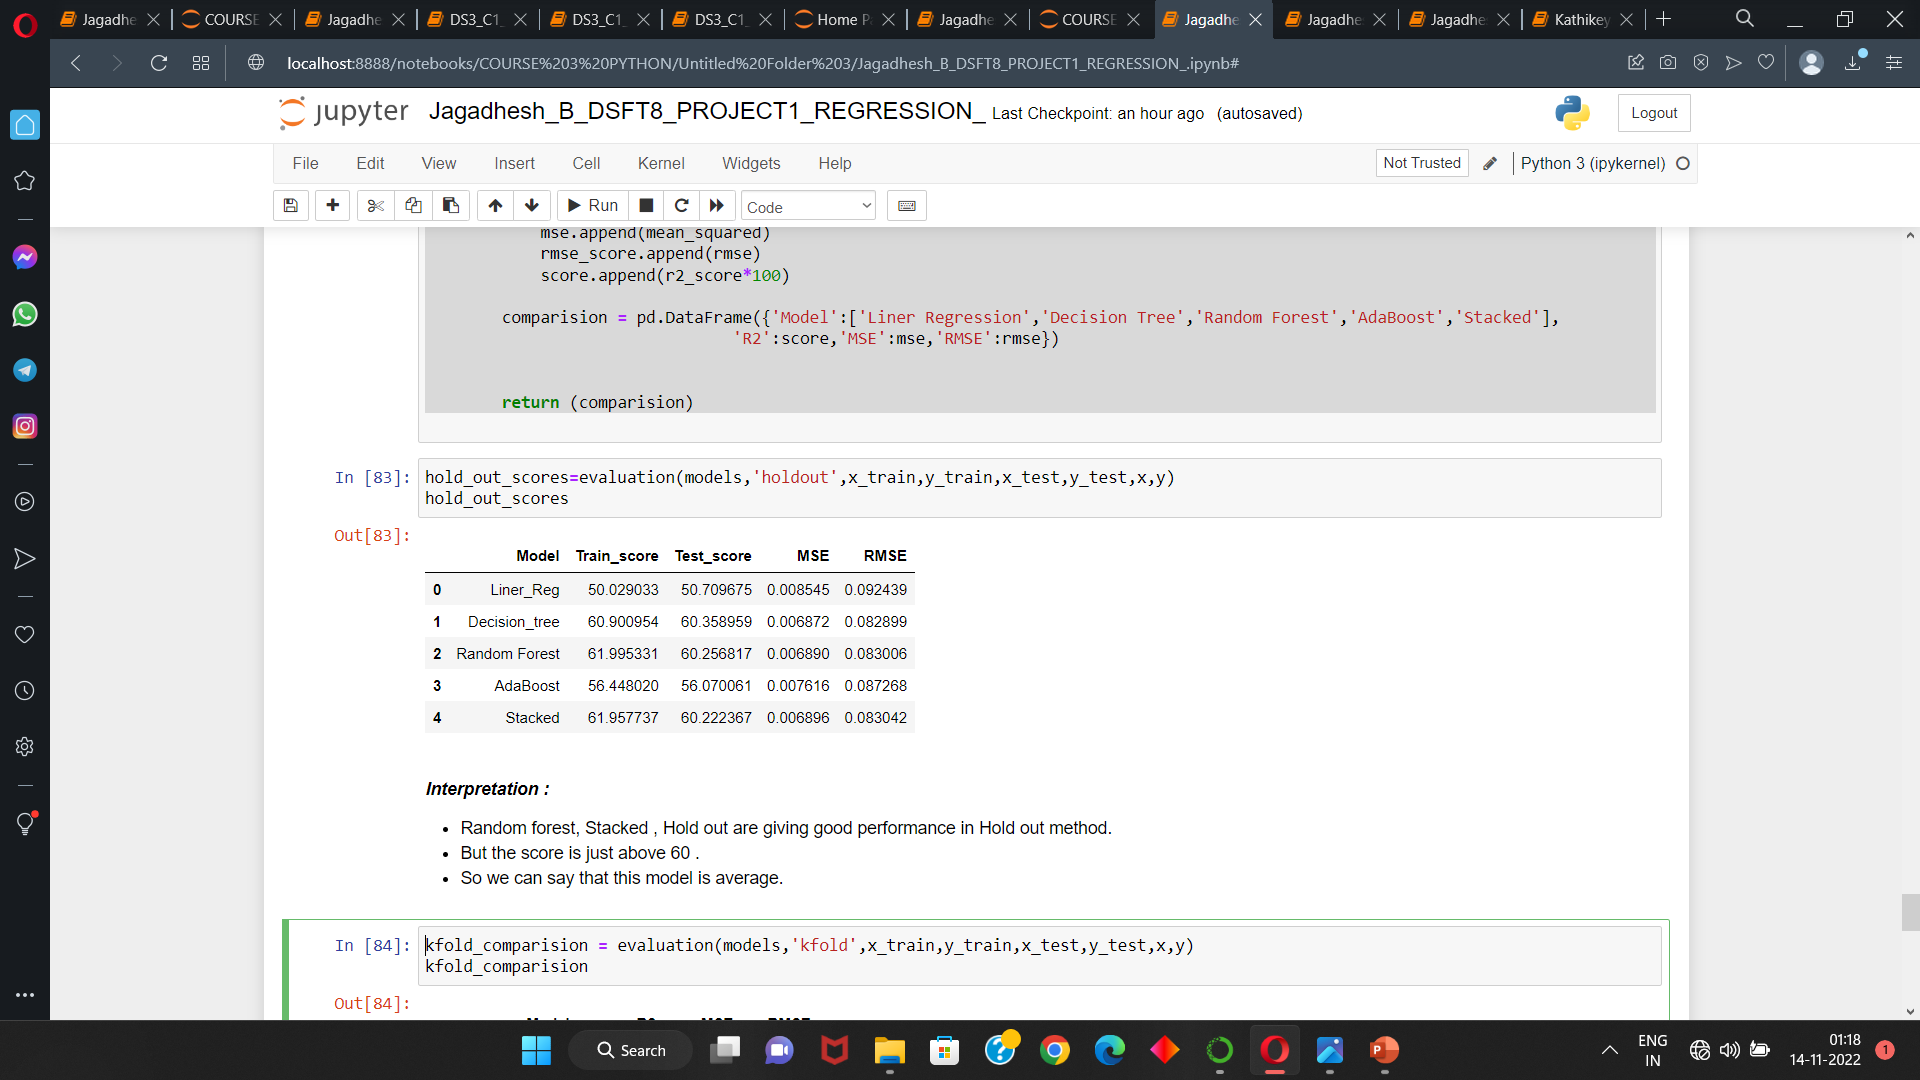 Jagadhe
COURSE
Jagadhe
DS3_C1_
DS3_C1_
DS3_C1_
Home P
Jagadhe
COURSE
Jagadhe
Jagadhe
Jagadhe
Kathikey
localhost:8888/notebooks/COURSE%203%20PYTHON/Untitled%20Folder%203/Jagadhesh_B_DSFT8_PROJECT1_REGRESSION_.ipynb#
jupyter Jagadhesh_B_DSFT8_PROJECT1_REGRESSION_ Last Checkpoint: an hour ago (autosaved)
Logout
File Edit View Insert Cell Kernel Widgets Help
Not Trusted Python 3 (ipykernel)
Run Code
mse.append(mean_squared)
rmse_score.append(rmse)
score.append(r2_score*100)
comparision = pd.DataFrame({'Model':['Liner Regression','Decision Tree','Random Forest','AdaBoost','Stacked'],
'R2':score,'MSE':mse,'RMSE':rmse})
return (comparision)
In [83]: hold_out_scores=evaluation(models,'holdout',x_train,y_train,x_test,y_test,x,y)
hold_out_scores
Out[83]:
Model Train_score Test_score MSE RMSE
0 Liner_Reg 50.029033 50.709675 0.008545 0.092439
1 Decision_tree 60.900954 60.358959 0.006872 0.082899
2 Random Forest 61.995331 60.256817 0.006890 0.083006
3 AdaBoost 56.448020 56.070061 0.007616 0.087268
4 Stacked 61.957737 60.222367 0.006896 0.083042
Interpretation :
• Random forest, Stacked , Hold out are giving good performance in Hold out method.
• But the score is just above 60 .
• So we can say that this model is average.
In [84]: kfold_comparision = evaluation(models,'kfold',x_train,y_train,x_test,y_test,x,y)
kfold_comparision
Out[84]:
Search
ENG
IN
01:18
14-11-2022
1